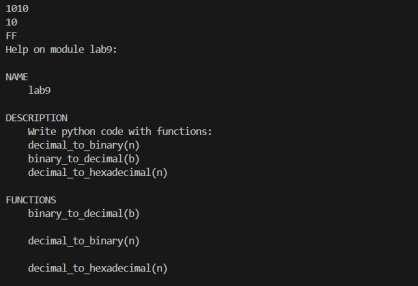 1010
10
FF
Help on module lab9:
NAME
lab9
DESCRIPTION
Write python code with functions:
decimal_to_binary(n)
binary_to_decimal(b)
decimal_to_hexadecimal(n)
FUNCTIONS
binary_to_decimal(b)
decimal_to_binary(n)
decimal_to_hexadecimal(n)